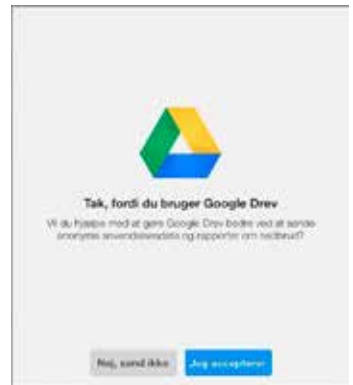 Tak, fordi du bruger Google Drev
Vil du hjælpe med at gøre Google Drev bedre ved at sende
anonyme anvendelsesdata og rapporter om nedbrud?
Nej, send ikke
Jeg accepterer